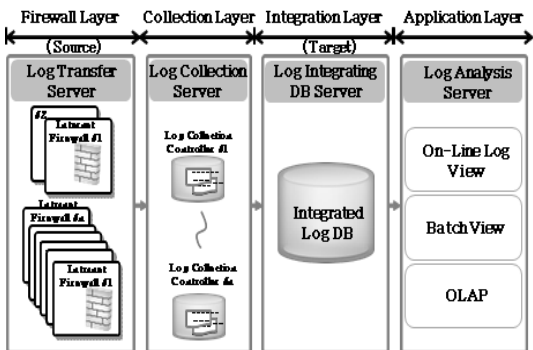 Firewall Layer
Collection Layer
Integration Layer
Application Layer
(Source)
(Target)
Log Transfer
Server
Log Collection
Server
Log Integrating
DB Server
Log Analysis
Server
#2
Firewall #1
Firewall #n
Firewall #1
Log Collection
Controller #1
Log Collection
Controller #n
Integrated
Log DB
On-Line Log
View
Batch View
OLAP